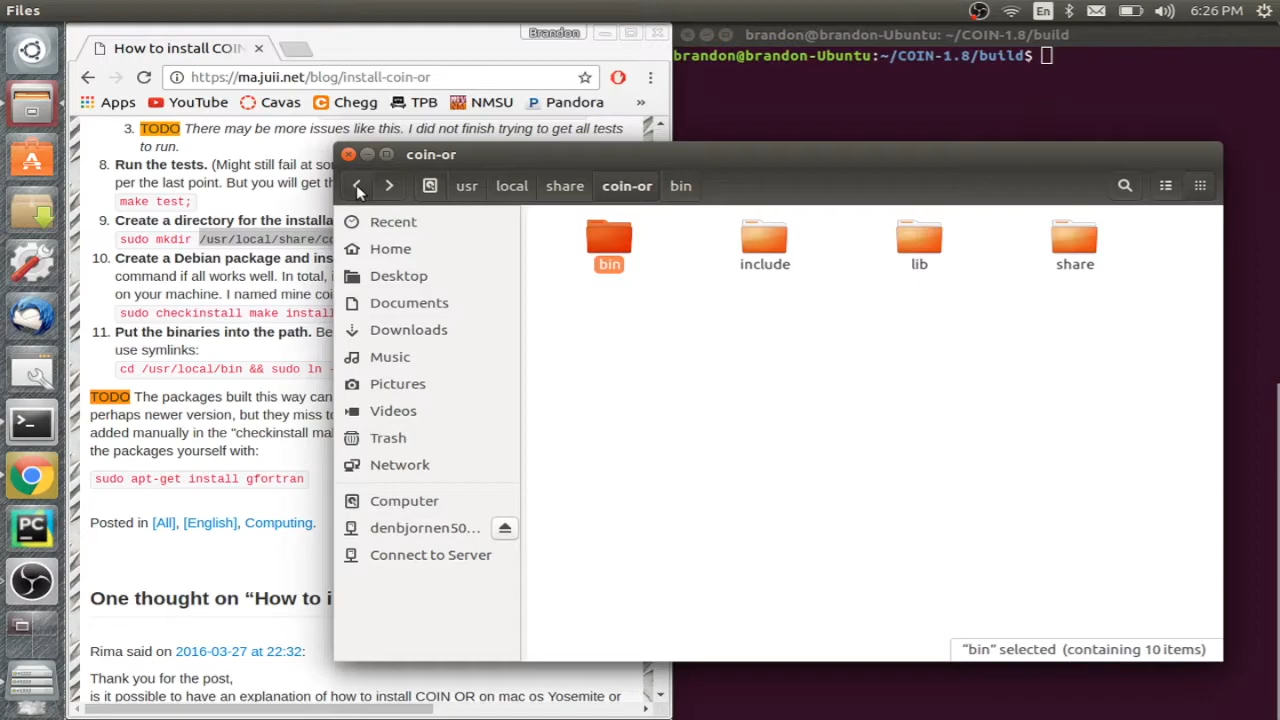 Files
En
6:26 PM
How to install COIN
Brandon
https://ma.juii.net/blog/install-coin-or
Apps
YouTube
Cavas
Chegg
TPB
NMSU
Pandora
»
3. TODO There may be more issues like this. I did not finish trying to get all tests
to run.
8. Run the tests. (Might still fail at
per the last point. But you will get
make test;
9. Create a directory for the installa
sudo mkdir /usr/local/share/co
10. Create a Debian package and ins
command if all works well. In total,
on your machine. I named mine coi
sudo checkinstall make install
11. Put the binaries into the path. Be
use symlinks:
cd /usr/local/bin && sudo ln -
TODO The packages built this way can
perhaps newer version, but they miss to
added manually in the "checkinstall ma
the packages yourself with:
sudo apt-get install gfortran
Posted in [All], [English], Computing.
One thought on “How to i
Rima said on 2016-03-27 at 22:32:
Thank you for the post,
is it possible to have an explanation of how to install COIN OR on mac os Yosemite or
brandon@brandon-Ubuntu: ~/COIN-1.8/build
brandon@brandon-Ubuntu:~/COIN-1.8/build$
coin-or
usr
local
share
coin-or
bin
Recent
Home
Desktop
Documents
Downloads
Music
Pictures
Videos
Trash
Network
Computer
denbjornen50...
Connect to Server
bin
include
lib
share
"bin" selected (containing 10 items)
PC